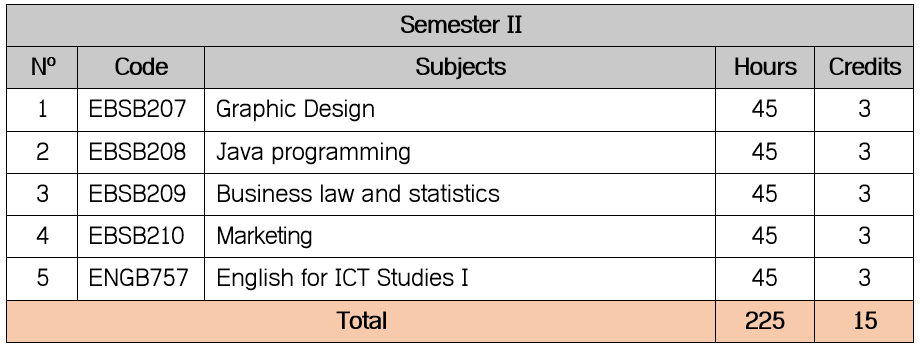 Semester II
Nº Code Subjects Hours Credits
1 EBSB207 Graphic Design 45 3
2 EBSB208 Java programming 45 3
3 EBSB209 Business law and statistics 45 3
4 EBSB210 Marketing 45 3
5 ENGB757 English for ICT Studies I 45 3
Total 225 15